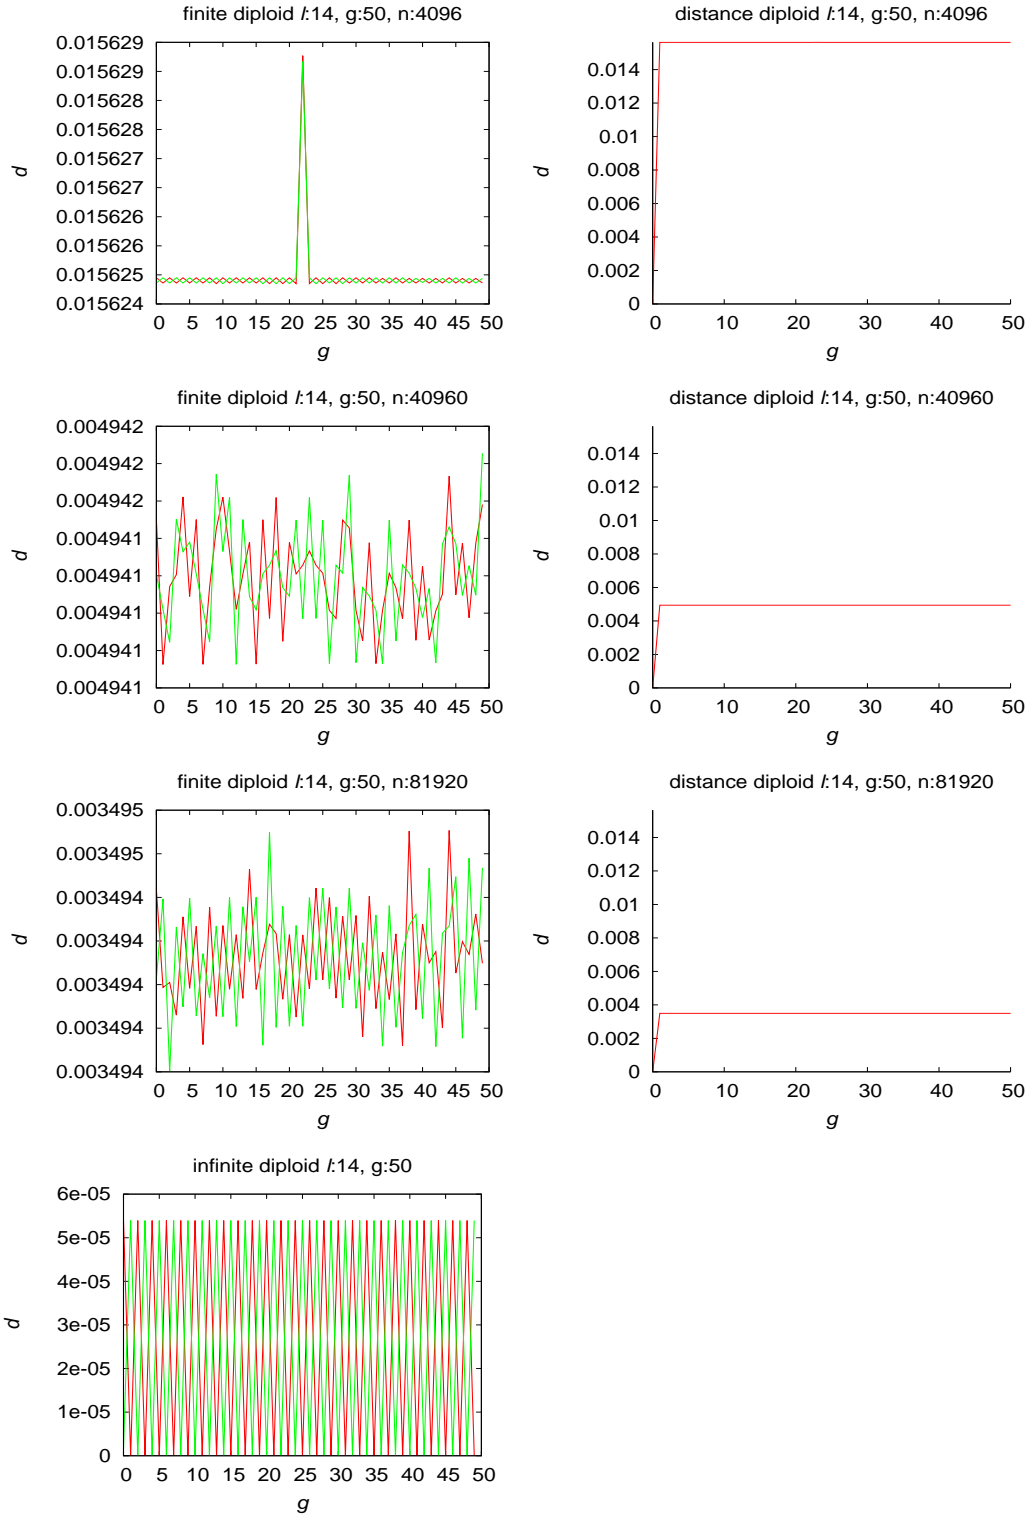 finite diploid l:14, g:50, n:4096
0.015629
0.015629
0.015628
0.015628
0.015627
0.015627
0.015626
0.015626
0.015625
0.015624
d
0 5 10 15 20 25 30 35 40 45 50
g
distance diploid l:14, g:50, n:4096
0.014
0.012
0.01
0.008
0.006
0.004
0.002
0
d
0 10 20 30 40 50
g
finite diploid l:14, g:50, n:40960
0.004942
0.004942
0.004942
0.004941
0.004941
0.004941
0.004941
0.004941
d
0 5 10 15 20 25 30 35 40 45 50
g
distance diploid l:14, g:50, n:40960
0.014
0.012
0.01
0.008
0.006
0.004
0.002
0
d
0 10 20 30 40 50
g
finite diploid l:14, g:50, n:81920
0.003495
0.003495
0.003494
0.003494
0.003494
0.003494
0.003494
d
0 5 10 15 20 25 30 35 40 45 50
g
distance diploid l:14, g:50, n:81920
0.014
0.012
0.01
0.008
0.006
0.004
0.002
0
d
0 10 20 30 40 50
g
infinite diploid l:14, g:50
6e-05
5e-05
4e-05
3e-05
2e-05
1e-05
0
d
0 5 10 15 20 25 30 35 40 45 50
g